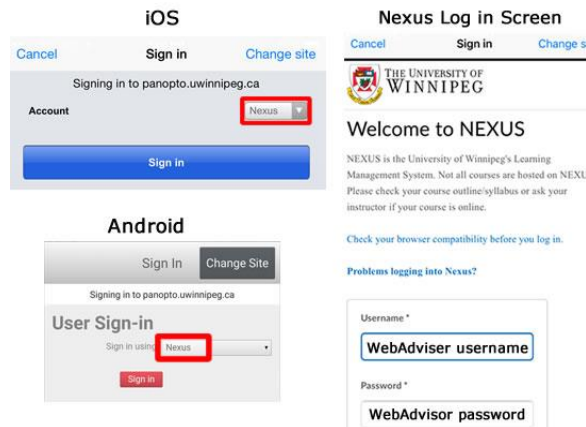 iOS
Cancel Sign in Change site
Signing in to panopto.uwinnipeg.ca
Account Nexus
Sign in
Android
Sign In Change Site
Signing in to panopto.uwinnipeg.ca
User Sign-in
Sign in using Nexus
Sign in
Nexus Log in Screen
Cancel Sign in Change s
THE UNIVERSITY OF
WINNIPEG
Welcome to NEXUS
NEXUS is the University of Winnipeg's Learning
Management System. Not all courses are hosted on NEXU
Please check your course outline/syllabus or ask your
instructor if your course is online.
Check your browser compatibility before you log in.
Problems logging into Nexus?
Username *
WebAdviser username
Password *
WebAdvisor password